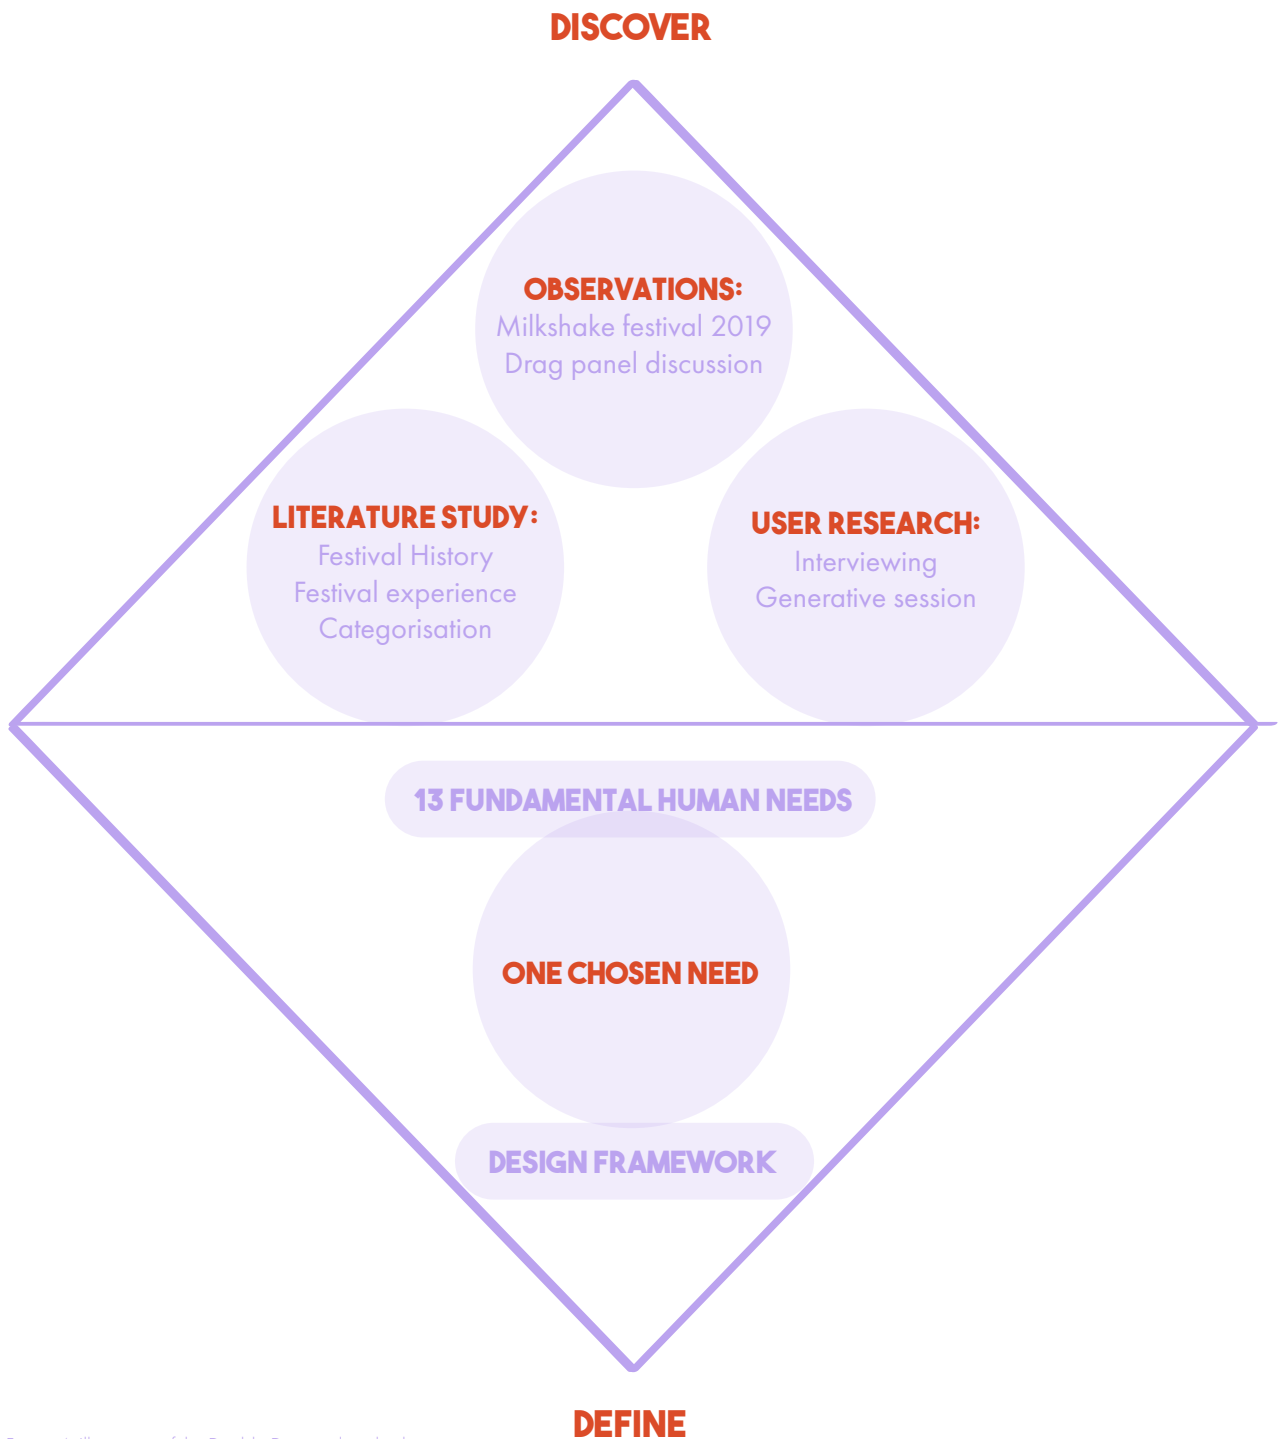 DISCOVER
OBSERVATIONS:
Milkshake festival 2019
Drag panel discussion
LITERATURE STUDY:
Festival History
Festival experience
Categorisation
USER RESEARCH:
Interviewing
Generative session
13 FUNDAMENTAL HUMAN NEEDS
ONE CHOSEN NEED
DESIGN FRAMEWORK
DEFINE